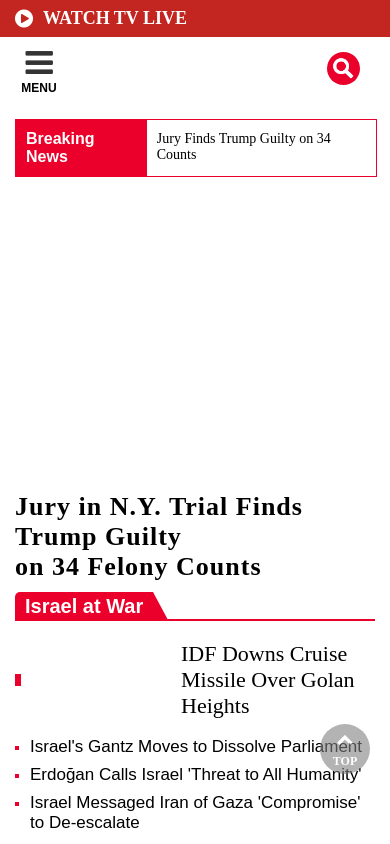 WATCH TV LIVE
MENU
Breaking
News
Jury Finds Trump Guilty on 34
Counts
Jury in N.Y. Trial Finds
Trump Guilty
on 34 Felony Counts
Israel at War
IDF Downs Cruise
Missile Over Golan
Heights
Israel's Gantz Moves to Dissolve Parliament
Erdoğan Calls Israel 'Threat to All Humanity'
TOP
Israel Messaged Iran of Gaza 'Compromise'
to De-escalate